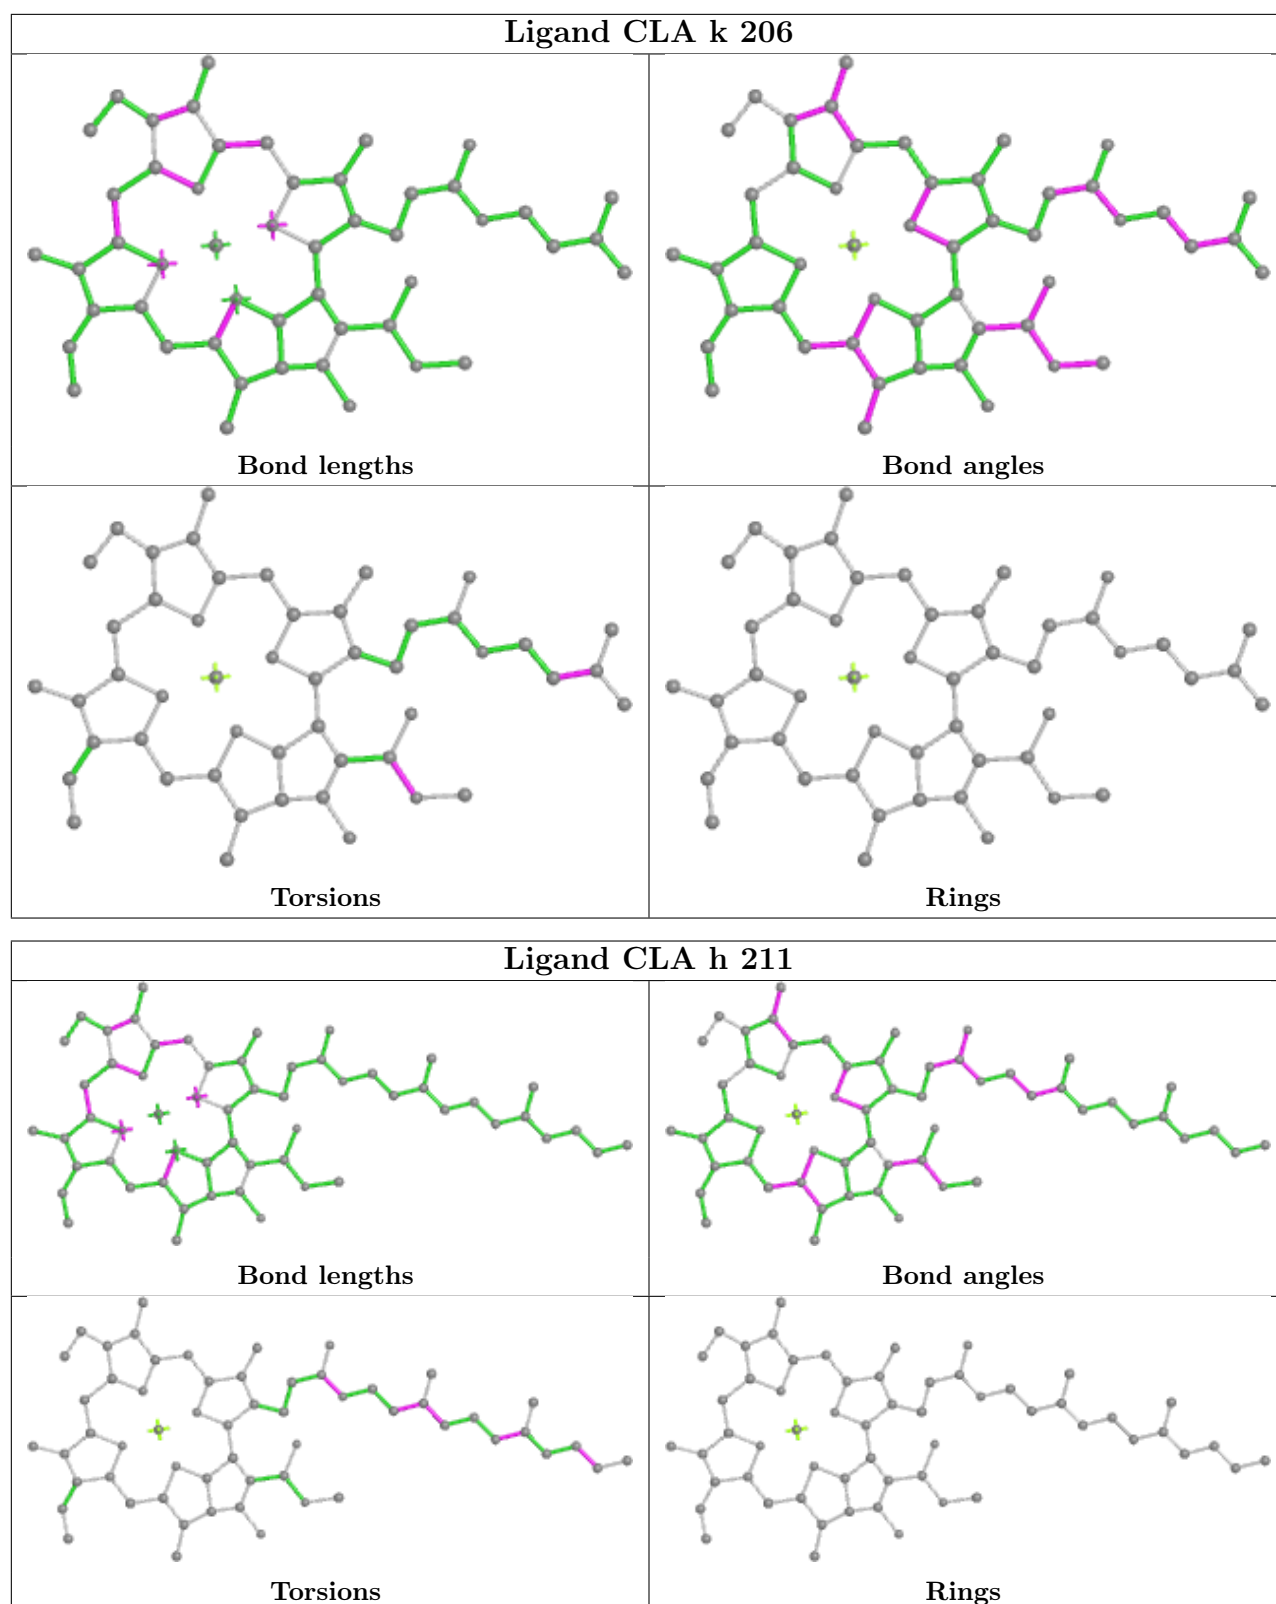 Ligand CLA k 206
Bond lengths
Bond angles
Torsions
Rings
Ligand CLA h 211
Bond lengths
Bond angles
Torsions
Rings